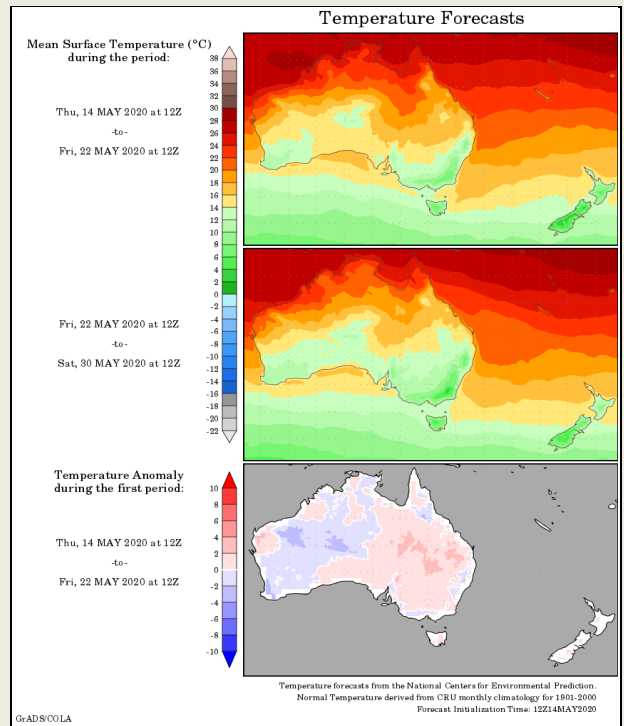 Temperature Forecasts
Mean Surface Temperature (°C)
during the period:
38
36
34
32
30
28
26
24
22
20
18
16
14
12
10
8
6
4
2
0
-2
-4
-6
-8
-10
-12
-14
-16
-18
-20
-22
Thu, 14 MAY 2020 at 12Z
-to-
Fri, 22 MAY 2020 at 12Z
Fri, 22 MAY 2020 at 12Z
-to-
Sat, 30 MAY 2020 at 12Z
Temperature Anomaly
during the first period:
10
8
6
4
2
0
-2
-4
-6
-8
-10
Thu, 14 MAY 2020 at 12Z
-to-
Fri, 22 MAY 2020 at 12Z
Temperature forecasts from the National Centers for Environmental Prediction.
Normal Temperature derived from CRU monthly climatology for 1901-2000
Forecast Initialization Time: 12Z14MAY2020
GrADS/COLA